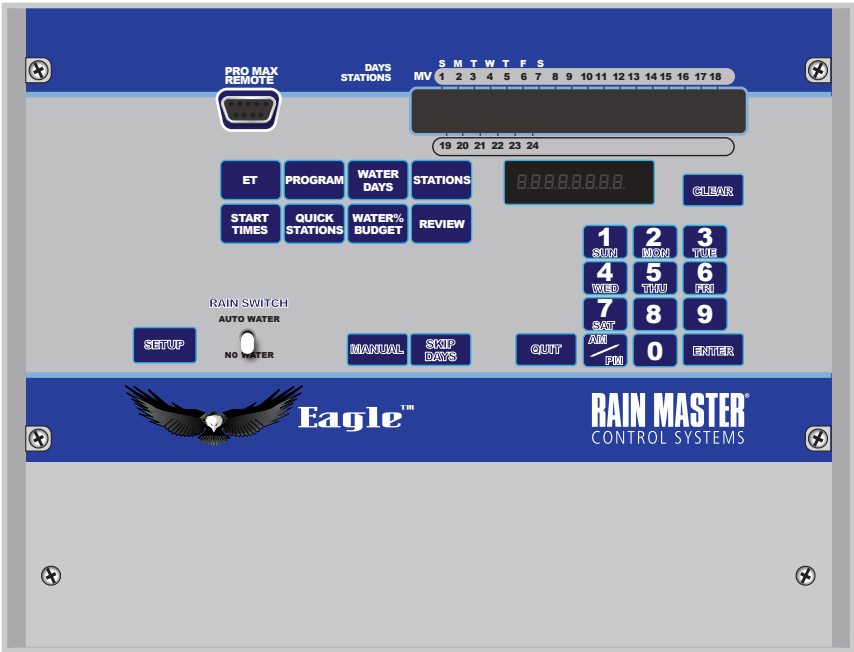 S M T W T F S
PRO MAX
REMOTE
DAYS
STATIONS
MV 1 2 3 4 5 6 7 8 9 10 11 12 13 14 15 16 17 18
19 20 21 22 23 24
ET
PROGRAM
WATER
DAYS
STATIONS
8.8.8.8.8.8.8.8.
CLEAR
START
TIMES
QUICK
STATIONS
WATER%
BUDGET
REVIEW
1
SUN
2
MON
3
TUE
4
WED
5
THU
6
FRI
7
SAT
8
9
RAIN SWITCH
AUTO WATER
NO WATER
SETUP
MANUAL
SKIP
DAYS
QUIT
AM
PM
0
ENTER
Eagle™
RAIN MASTER®
CONTROL SYSTEMS